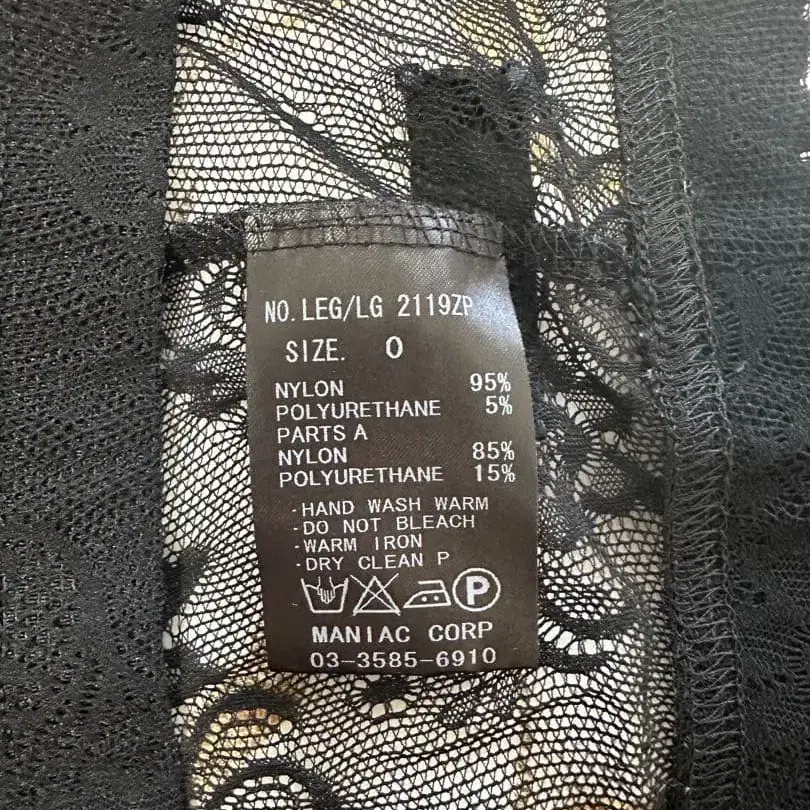 NO. LEG/LG 2119ZP
SIZE. 0
NYLON 95%
POLYURETHANE 5%
PARTS A
NYLON 85%
POLYURETHANE 15%
·HAND WASH WARM
·DO NOT BLEACH
·WARM IRON
·DRY CLEAN P
P
MANIAC CORP
03-3585-6910